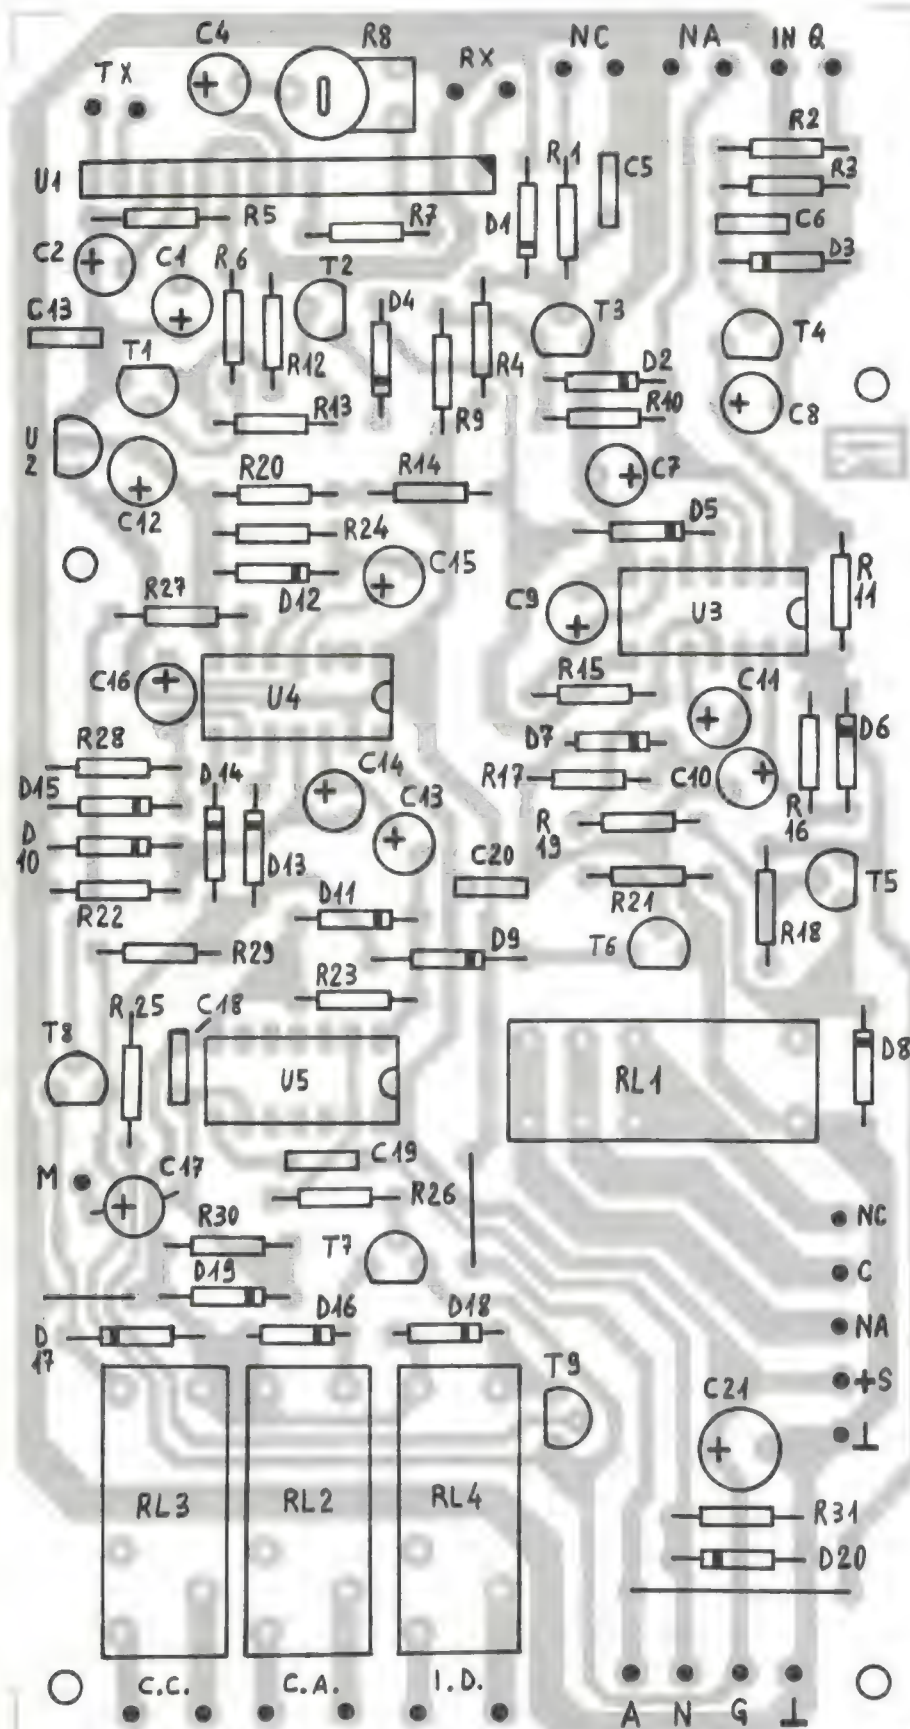 C4
R8
NC
NA
IN Q
TX
RX
R2
R3
U1
R1
C5
R5
R7
D1
C6
D3
C2
C1
R6
T2
D4
C13
T3
T4
T1
R12
R4
D2
R9
R10
C8
R13
U
2
C12
R20
R14
C7
R24
D5
D12
C15
R
11
R27
C9
U3
C16
U4
R15
C11
R28
D7
D6
D15
D14
C14
R17
C10
D
10
C13
R
19
R
16
D13
C20
R22
D11
R21
T5
R29
D9
T6
R18
R23
R25
C18
T8
U5
RL1
D8
M
C17
C19
R26
NC
R30
T7
C
D19
D
17
D16
D18
NA
T9
C21
+S
⊥
RL3
RL2
RL4
R31
D20
C.C.
C.A.
I.D.
A
N
G
⊥